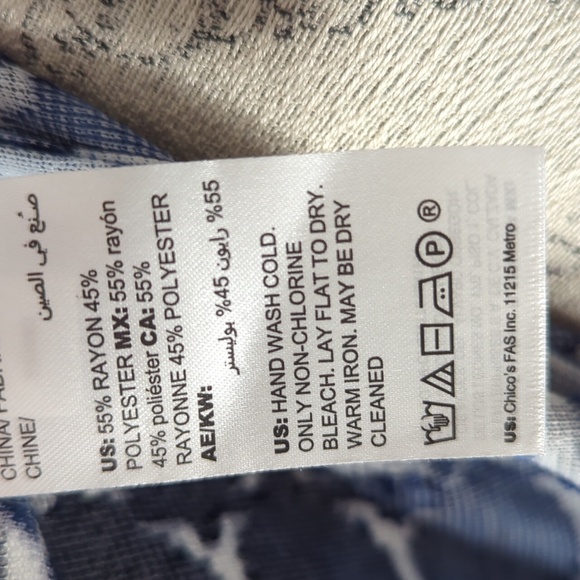 صنع في الصين
CHINA/
CHINE/
US: 55% RAYON 45%
POLYESTER MX: 55% rayón
45% poliéster CA: 55%
RAYONNE 45% POLYESTER
AE/KW:
55% رايون 45% بوليستر
US: HAND WASH COLD.
ONLY NON-CHLORINE
BLEACH. LAY FLAT TO DRY.
WARM IRON. MAY BE DRY
CLEANED
P ®
US: Chico's FAS Inc. 11215 Metro